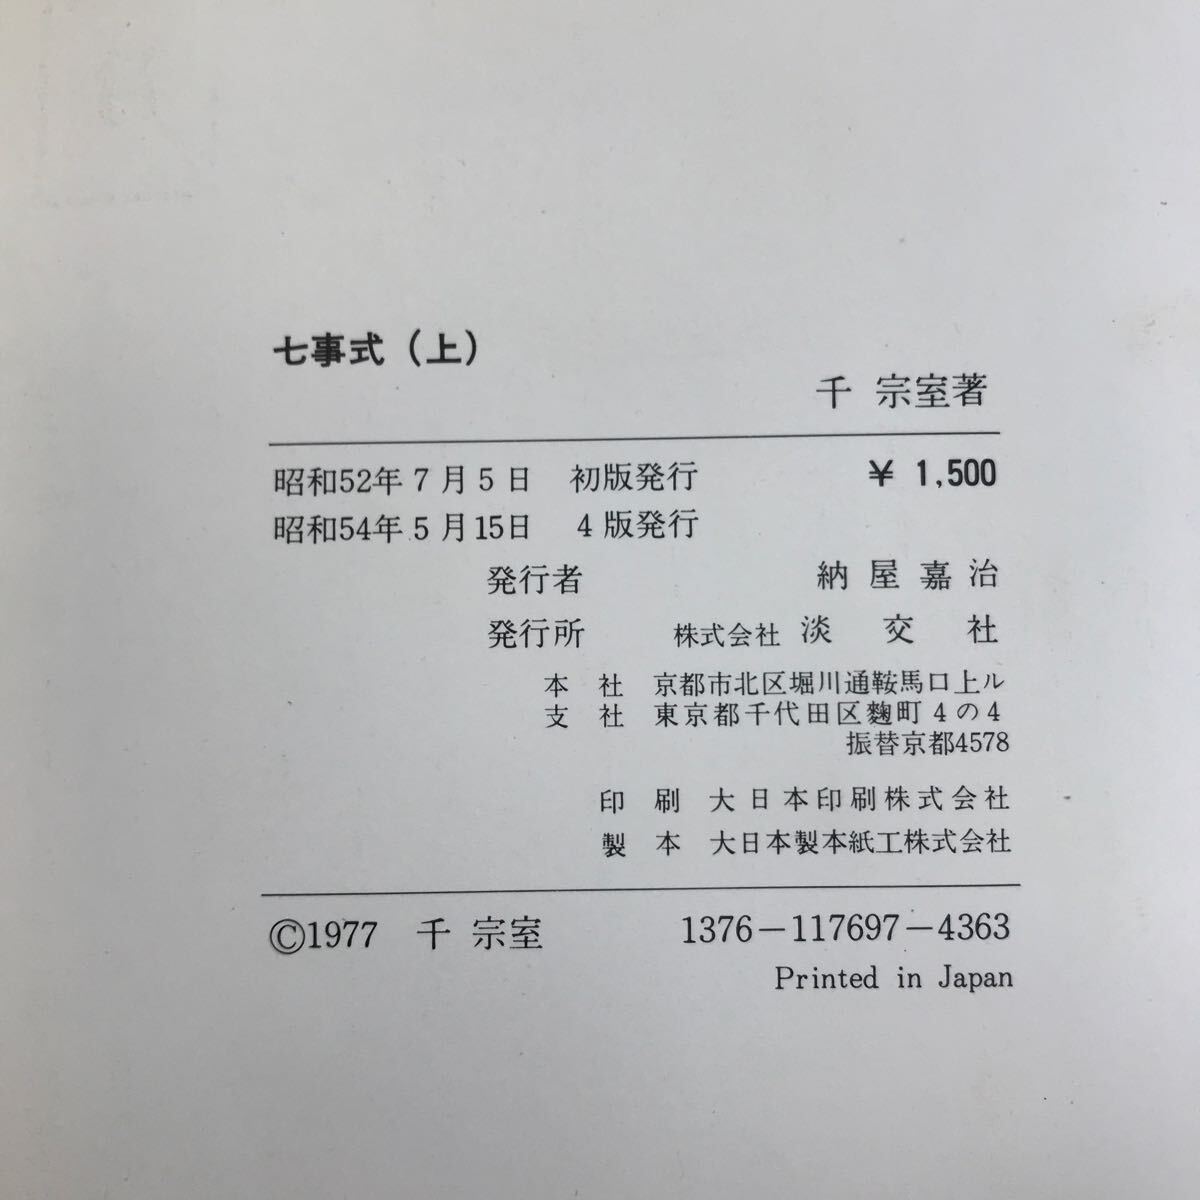 七事式（上）
千 宗室著
昭和52年7月5日 初版発行 ¥ 1,500
昭和54年5月15日 4版発行
発行者 納屋嘉治
発行所 株式会社 淡交社
本社 京都市北区堀川通鞍馬口上ル
支社 東京都千代田区麹町4の4
振替京都4578
印刷 大日本印刷株式会社
製本 大日本製本紙工株式会社
©1977 千 宗室 1376-117697-4363
Printed in Japan